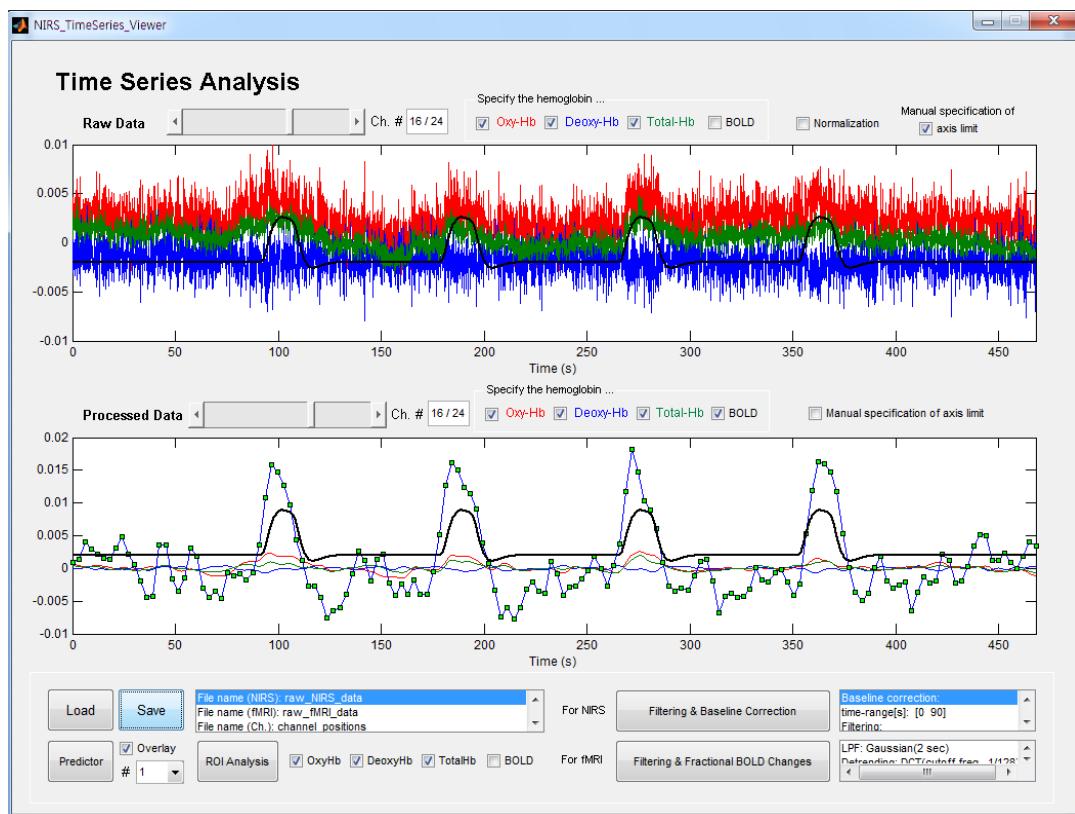 NIRS_TimeSeries_Viewer
Time Series Analysis
Specify the hemoglobin ...
Raw Data Ch. # 16 / 24 Oxy-Hb Deoxy-Hb Total-Hb BOLD Normalization
Manual specification of
axis limit
0.01
0.005
0
-0.005
-0.01
0 50 100 150 200 250 300 350 400 450
Time (s)
Specify the hemoglobin ...
Processed Data Ch. # 16 / 24 Oxy-Hb Deoxy-Hb Total-Hb BOLD Manual specification of axis limit
0.02
0.015
0.01
0.005
0
-0.005
-0.01
0 50 100 150 200 250 300 350 400 450
Time (s)
Load Save
File name (NIRS): raw_NIRS_data
File name (fMRI): raw_fMRI_data
File name (Ch.): channel_positions
For NIRS Filtering & Baseline Correction
Baseline correction:
time-range[s]: [0 90]
Filtering:
Predictor Overlay
# 1
ROI Analysis OxyHb DeoxyHb TotalHb BOLD
For fMRI Filtering & Fractional BOLD Changes
LPF: Gaussian(2 sec)
Detrending: DCT(cutoff freq. 1/128